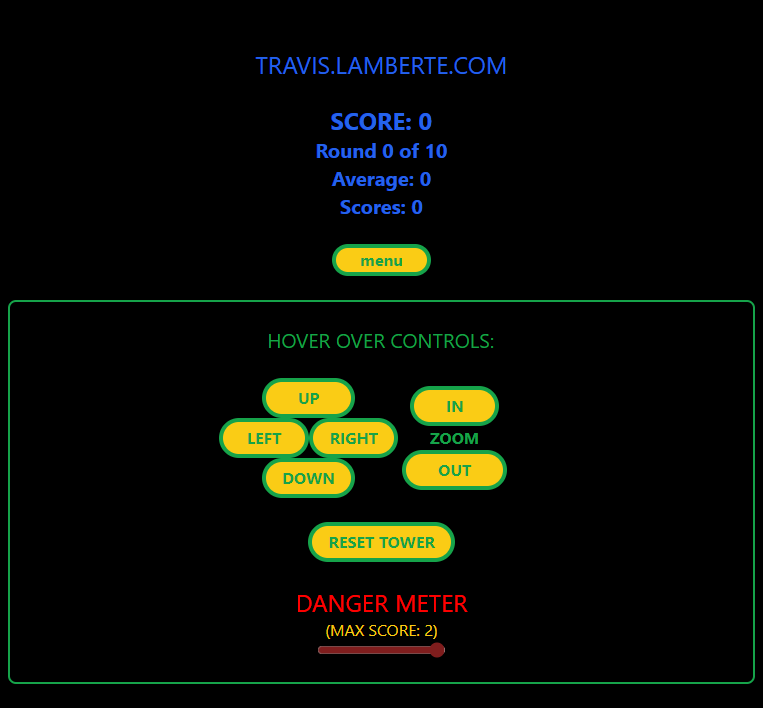 TRAVIS.LAMBERTE.COM
SCORE: 0
Round 0 of 10
Average: 0
Scores: 0
menu
HOVER OVER CONTROLS:
UP
LEFT RIGHT
DOWN
IN
ZOOM
OUT
RESET TOWER
DANGER METER
(MAX SCORE: 2)